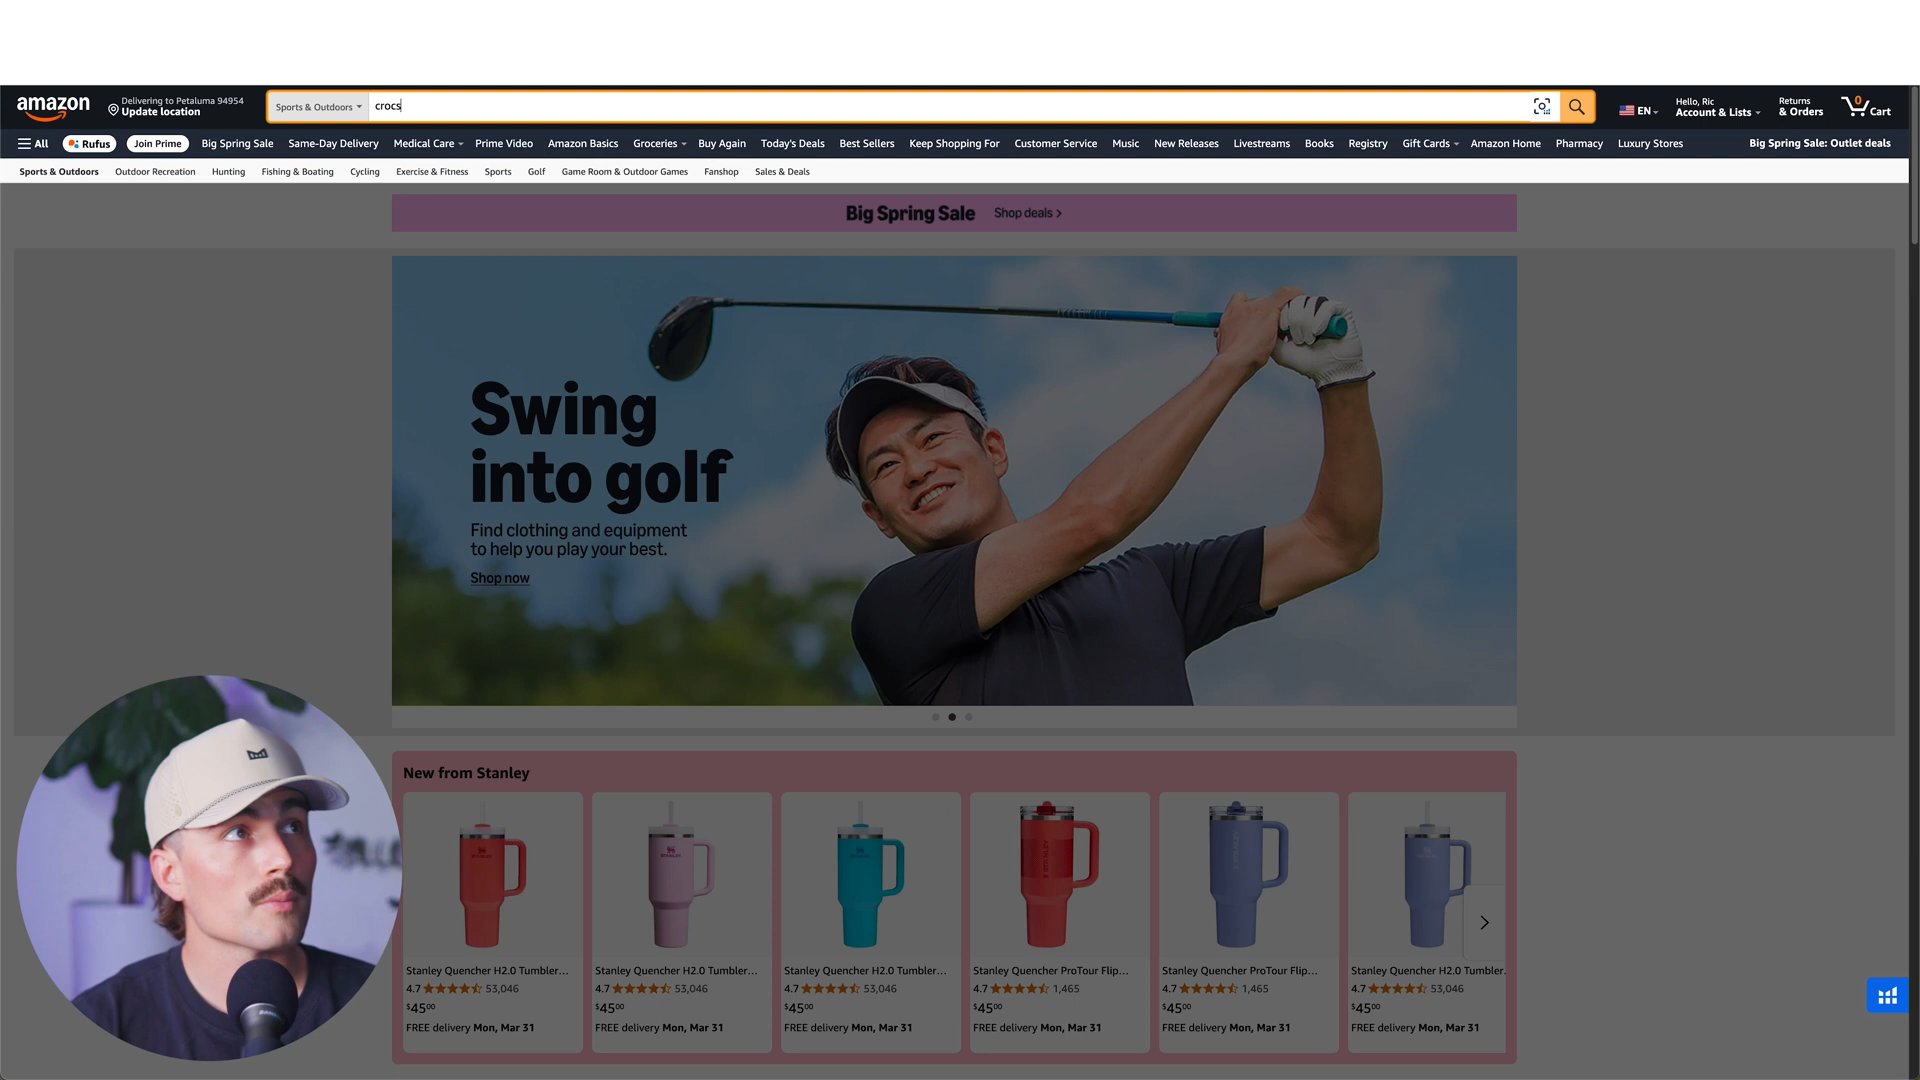 amazon
Delivering to Petaluma 94954
Update location
Sports & Outdoors
crocs
EN
Hello, Ric
Account & Lists
Returns
& Orders
0
Cart
All
Rufus
Join Prime
Big Spring Sale
Same-Day Delivery
Medical Care
Prime Video
Amazon Basics
Groceries
Buy Again
Today's Deals
Best Sellers
Keep Shopping For
Customer Service
Music
New Releases
Livestreams
Books
Registry
Gift Cards
Amazon Home
Pharmacy
Luxury Stores
Big Spring Sale: Outlet deals
Sports & Outdoors
Outdoor Recreation
Hunting
Fishing & Boating
Cycling
Exercise & Fitness
Sports
Golf
Game Room & Outdoor Games
Fanshop
Sales & Deals
Big Spring Sale
Shop deals
Swing
into golf
Find clothing and equipment
to help you play your best.
Shop now
New from Stanley
Stanley Quencher H2.0 Tumbler...
4.7 53,046
$45.00
FREE delivery Mon, Mar 31
Stanley Quencher H2.0 Tumbler...
4.7 53,046
$45.00
FREE delivery Mon, Mar 31
Stanley Quencher H2.0 Tumbler...
4.7 53,046
$45.00
FREE delivery Mon, Mar 31
Stanley Quencher ProTour Flip...
4.7 1,465
$45.00
FREE delivery Mon, Mar 31
Stanley Quencher ProTour Flip...
4.7 1,465
$45.00
FREE delivery Mon, Mar 31
Stanley Quencher H2.0 Tumbler.
4.7 53,046
$45.00
FREE delivery Mon, Mar 31